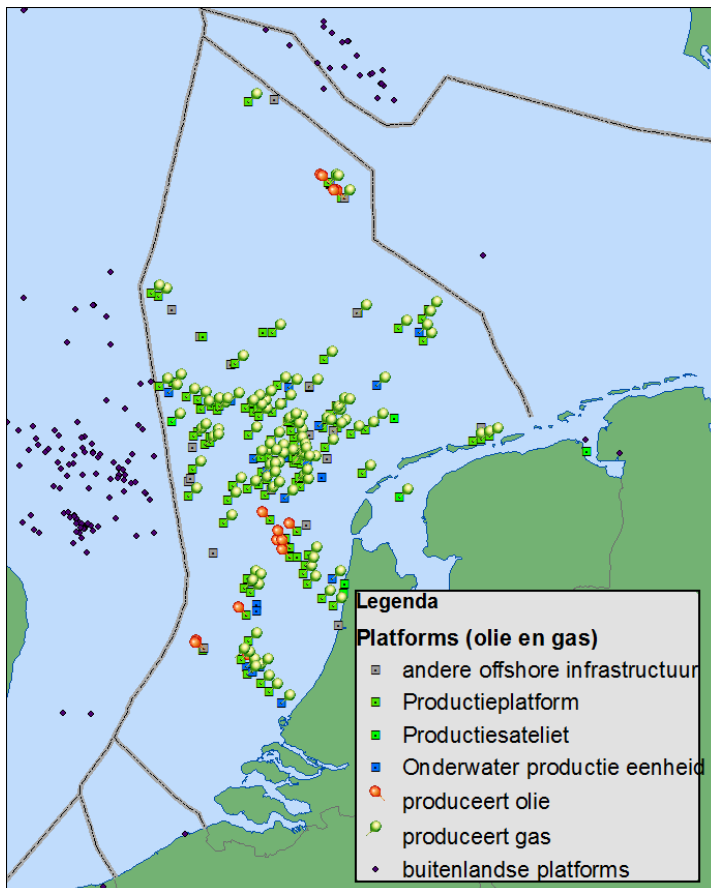 Legenda
Platforms (olie en gas)
andere offshore infrastructuur
Productieplatform
Productiesateliet
Onderwater productie eenheid
produceert olie
produceert gas
buitenlandse platforms